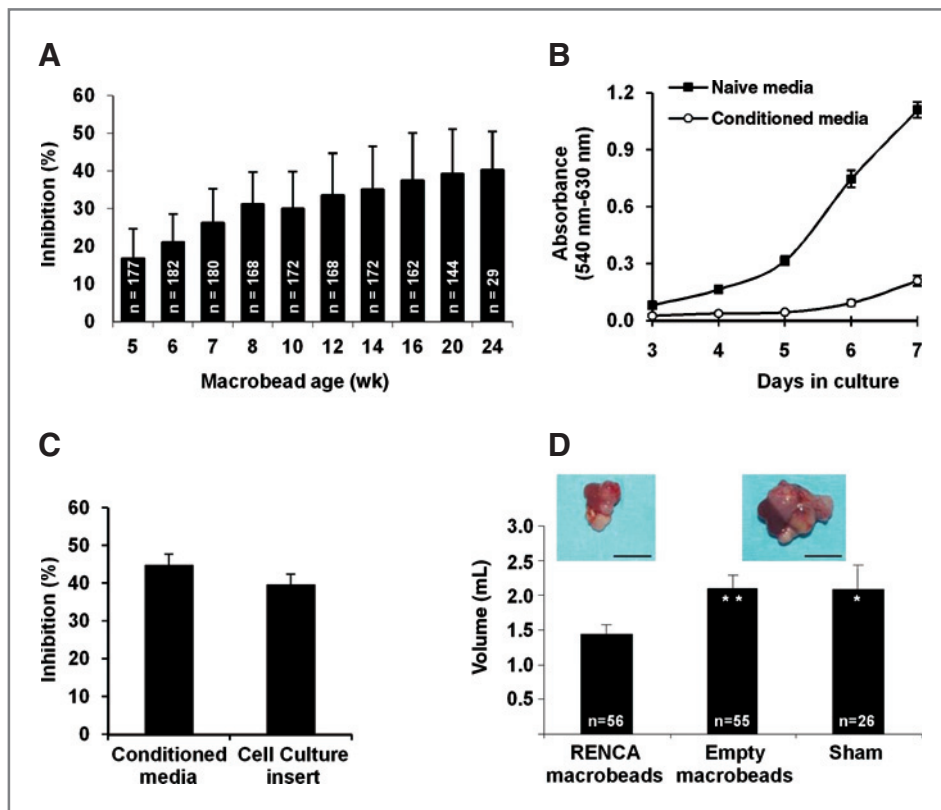 A
60
50
40
30
20
10
0
Inhibition (%)
n = 177
n = 182
n = 180
n = 168
n = 172
n = 168
n = 172
n = 162
n = 144
n = 29
5 6 7 8 10 12 14 16 20 24
Macrobead age (wk)
B
Naive media
Conditioned media
1.2
0.9
0.6
0.3
0.0
Absorbance
(540 nm-630 nm)
3 4 5 6 7
Days in culture
C
60
50
40
30
20
10
0
Inhibition (%)
Conditioned
media
Cell Culture
insert
D
3.0
2.5
2.0
1.5
1.0
0.5
Volume (mL)
* *
*
n=56
n=55
n=26
RENCA
macrobeads
Empty
macrobeads
Sham